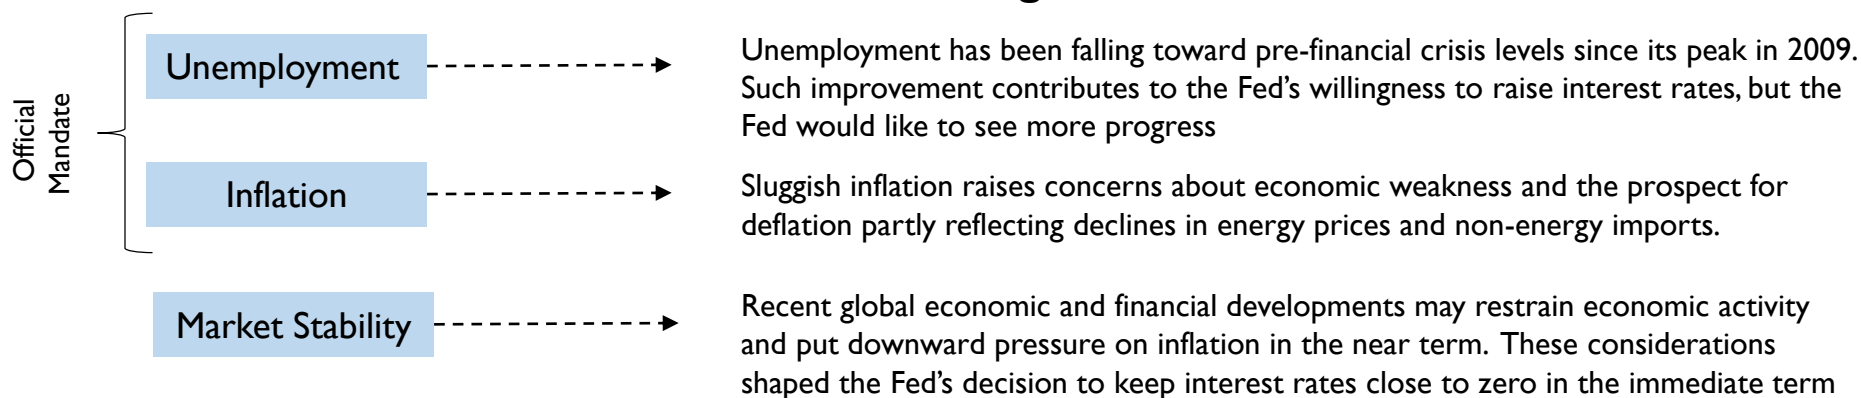 Official
Mandate
Unemployment
Unemployment has been falling toward pre-financial crisis levels since its peak in 2009.
Such improvement contributes to the Fed's willingness to raise interest rates, but the
Fed would like to see more progress
Inflation
Sluggish inflation raises concerns about economic weakness and the prospect for
deflation partly reflecting declines in energy prices and non-energy imports.
Market Stability
Recent global economic and financial developments may restrain economic activity
and put downward pressure on inflation in the near term. These considerations
shaped the Fed's decision to keep interest rates close to zero in the immediate term